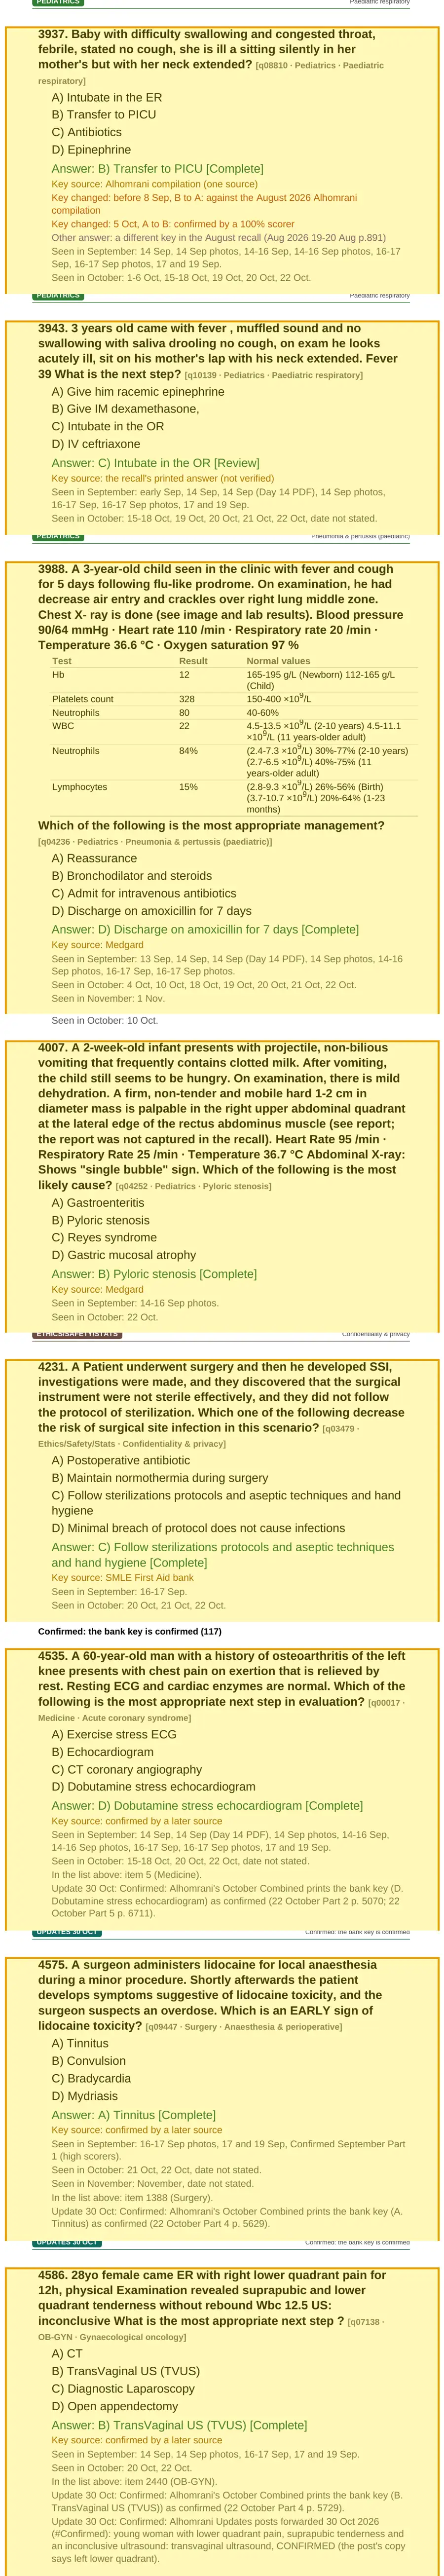 PEDIATRICS Paediatric respiratory
3937. Baby with difficulty swallowing and congested throat,
febrile, stated no cough, she is ill a sitting silently in her
mother's but with her neck extended? [q08810 · Pediatrics · Paediatric
respiratory]
A) Intubate in the ER
B) Transfer to PICU
C) Antibiotics
D) Epinephrine
Answer: B) Transfer to PICU [Complete]
Key source: Alhomrani compilation (one source)
Key changed: before 8 Sep, B to A: against the August 2026 Alhomrani
compilation
Key changed: 5 Oct, A to B: confirmed by a 100% scorer
Other answer: a different key in the August recall (Aug 2026 19-20 Aug p.891)
Seen in September: 14 Sep, 14 Sep photos, 14-16 Sep, 14-16 Sep photos, 16-17
Sep, 16-17 Sep photos, 17 and 19 Sep.
Seen in October: 1-6 Oct, 15-18 Oct, 19 Oct, 20 Oct, 22 Oct.
PEDIATRICS Paediatric respiratory
3943. 3 years old came with fever , muffled sound and no
swallowing with saliva drooling no cough, on exam he looks
acutely ill, sit on his mother's lap with his neck extended. Fever
39 What is the next step? [q10139 · Pediatrics · Paediatric respiratory]
A) Give him racemic epinephrine
B) Give IM dexamethasone,
C) Intubate in the OR
D) IV ceftriaxone
Answer: C) Intubate in the OR [Review]
Key source: the recall's printed answer (not verified)
Seen in September: early Sep, 14 Sep, 14 Sep (Day 14 PDF), 14 Sep photos,
16-17 Sep, 16-17 Sep photos, 17 and 19 Sep.
Seen in October: 15-18 Oct, 19 Oct, 20 Oct, 21 Oct, 22 Oct, date not stated.
PEDIATRICS Pneumonia & pertussis (paediatric)
3988. A 3-year-old child seen in the clinic with fever and cough
for 5 days following flu-like prodrome. On examination, he had
decrease air entry and crackles over right lung middle zone.
Chest X- ray is done (see image and lab results). Blood pressure
90/64 mmHg · Heart rate 110 /min · Respiratory rate 20 /min ·
Temperature 36.6 °C · Oxygen saturation 97 %
Test Result Normal values
Hb 12 165-195 g/L (Newborn) 112-165 g/L
(Child)
Platelets count 328 150-400 ×10⁹/L
Neutrophils 80 40-60%
WBC 22 4.5-13.5 ×10⁹/L (2-10 years) 4.5-11.1
×10⁹/L (11 years-older adult)
Neutrophils 84% (2.4-7.3 ×10⁹/L) 30%-77% (2-10 years)
(2.7-6.5 ×10⁹/L) 40%-75% (11
years-older adult)
Lymphocytes 15% (2.8-9.3 ×10⁹/L) 26%-56% (Birth)
(3.7-10.7 ×10⁹/L) 20%-64% (1-23
months)
Which of the following is the most appropriate management?
[q04236 · Pediatrics · Pneumonia & pertussis (paediatric)]
A) Reassurance
B) Bronchodilator and steroids
C) Admit for intravenous antibiotics
D) Discharge on amoxicillin for 7 days
Answer: D) Discharge on amoxicillin for 7 days [Complete]
Key source: Medgard
Seen in September: 13 Sep, 14 Sep, 14 Sep (Day 14 PDF), 14 Sep photos, 14-16
Sep photos, 16-17 Sep, 16-17 Sep photos.
Seen in October: 4 Oct, 10 Oct, 18 Oct, 19 Oct, 20 Oct, 21 Oct, 22 Oct.
Seen in November: 1 Nov.
Seen in October: 10 Oct.
4007. A 2-week-old infant presents with projectile, non-bilious
vomiting that frequently contains clotted milk. After vomiting,
the child still seems to be hungry. On examination, there is mild
dehydration. A firm, non-tender and mobile hard 1-2 cm in
diameter mass is palpable in the right upper abdominal quadrant
at the lateral edge of the rectus abdominus muscle (see report;
the report was not captured in the recall). Heart Rate 95 /min ·
Respiratory Rate 25 /min · Temperature 36.7 °C Abdominal X-ray:
Shows "single bubble" sign. Which of the following is the most
likely cause? [q04252 · Pediatrics · Pyloric stenosis]
A) Gastroenteritis
B) Pyloric stenosis
C) Reyes syndrome
D) Gastric mucosal atrophy
Answer: B) Pyloric stenosis [Complete]
Key source: Medgard
Seen in September: 14-16 Sep photos.
Seen in October: 22 Oct.
ETHICS/SAFETY/STATS Confidentiality & privacy
4231. A Patient underwent surgery and then he developed SSI,
investigations were made, and they discovered that the surgical
instrument were not sterile effectively, and they did not follow
the protocol of sterilization. Which one of the following decrease
the risk of surgical site infection in this scenario? [q03479 ·
Ethics/Safety/Stats · Confidentiality & privacy]
A) Postoperative antibiotic
B) Maintain normothermia during surgery
C) Follow sterilizations protocols and aseptic techniques and hand
hygiene
D) Minimal breach of protocol does not cause infections
Answer: C) Follow sterilizations protocols and aseptic techniques
and hand hygiene [Complete]
Key source: SMLE First Aid bank
Seen in September: 16-17 Sep.
Seen in October: 20 Oct, 21 Oct, 22 Oct.
Confirmed: the bank key is confirmed (117)
4535. A 60-year-old man with a history of osteoarthritis of the left
knee presents with chest pain on exertion that is relieved by
rest. Resting ECG and cardiac enzymes are normal. Which of the
following is the most appropriate next step in evaluation? [q00017 ·
Medicine · Acute coronary syndrome]
A) Exercise stress ECG
B) Echocardiogram
C) CT coronary angiography
D) Dobutamine stress echocardiogram
Answer: D) Dobutamine stress echocardiogram [Complete]
Key source: confirmed by a later source
Seen in September: 14 Sep, 14 Sep (Day 14 PDF), 14 Sep photos, 14-16 Sep,
14-16 Sep photos, 16-17 Sep, 16-17 Sep photos, 17 and 19 Sep.
Seen in October: 15-18 Oct, 20 Oct, 22 Oct, date not stated.
In the list above: item 5 (Medicine).
Update 30 Oct: Confirmed: Alhomrani's October Combined prints the bank key (D.
Dobutamine stress echocardiogram) as confirmed (22 October Part 2 p. 5070; 22
October Part 5 p. 6711).
UPDATES 30 OCT Confirmed: the bank key is confirmed
4575. A surgeon administers lidocaine for local anaesthesia
during a minor procedure. Shortly afterwards the patient
develops symptoms suggestive of lidocaine toxicity, and the
surgeon suspects an overdose. Which is an EARLY sign of
lidocaine toxicity? [q09447 · Surgery · Anaesthesia & perioperative]
A) Tinnitus
B) Convulsion
C) Bradycardia
D) Mydriasis
Answer: A) Tinnitus [Complete]
Key source: confirmed by a later source
Seen in September: 16-17 Sep photos, 17 and 19 Sep, Confirmed September Part
1 (high scorers).
Seen in October: 21 Oct, 22 Oct, date not stated.
Seen in November: November, date not stated.
In the list above: item 1388 (Surgery).
Update 30 Oct: Confirmed: Alhomrani's October Combined prints the bank key (A.
Tinnitus) as confirmed (22 October Part 4 p. 5629).
UPDATES 30 OCT Confirmed: the bank key is confirmed
4586. 28yo female came ER with right lower quadrant pain for
12h, physical Examination revealed suprapubic and lower
quadrant tenderness without rebound Wbc 12.5 US:
inconclusive What is the most appropriate next step ? [q07138 ·
OB-GYN · Gynaecological oncology]
A) CT
B) TransVaginal US (TVUS)
C) Diagnostic Laparoscopy
D) Open appendectomy
Answer: B) TransVaginal US (TVUS) [Complete]
Key source: confirmed by a later source
Seen in September: 14 Sep, 14 Sep photos, 16-17 Sep, 17 and 19 Sep.
Seen in October: 20 Oct, 22 Oct.
In the list above: item 2440 (OB-GYN).
Update 30 Oct: Confirmed: Alhomrani's October Combined prints the bank key (B.
TransVaginal US (TVUS)) as confirmed (22 October Part 4 p. 5729).
Update 30 Oct: Confirmed: Alhomrani Updates posts forwarded 30 Oct 2026
(#Confirmed): young woman with lower quadrant pain, suprapubic tenderness and
an inconclusive ultrasound: transvaginal ultrasound, CONFIRMED (the post's copy
says left lower quadrant).